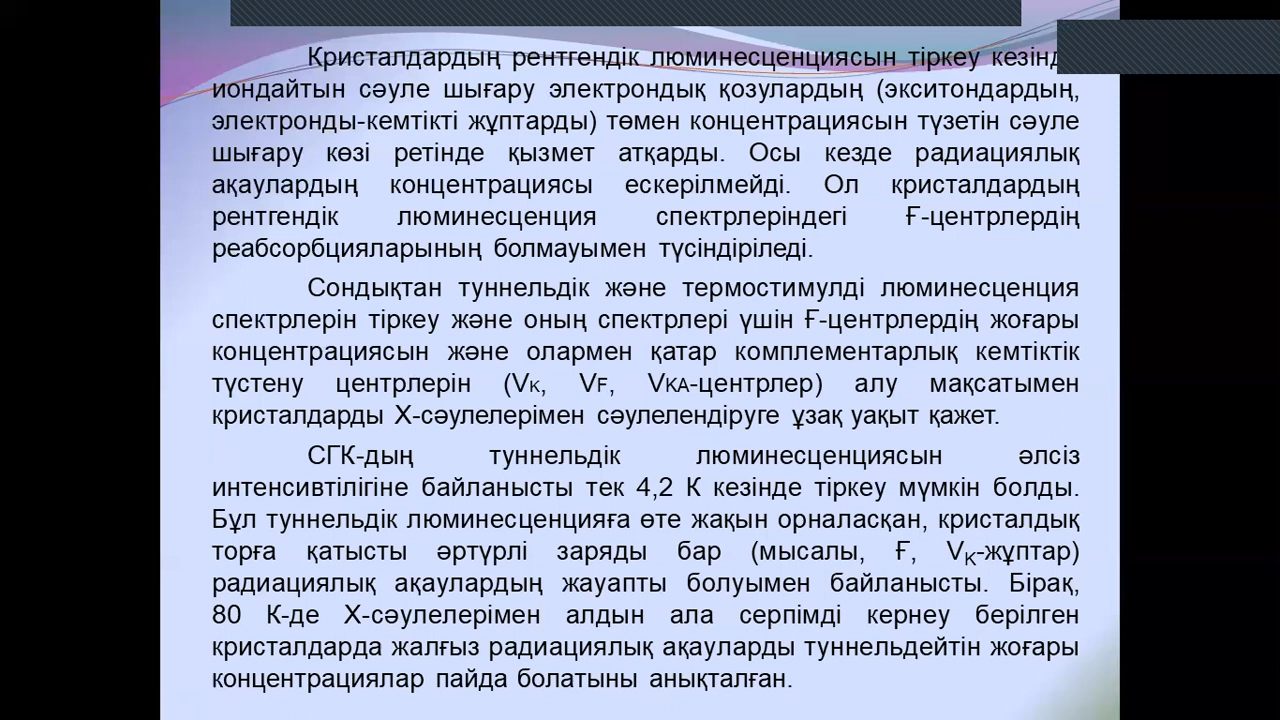 Кристалдардың рентгендік люминесценциясын тіркеу
иондайтын сәуле шығару электрондық қозулардың (экситондардың,
электронды-кемтікті жұптарды) төмен концентрациясын түзетін сәуле
шығару көзі ретінде қызмет атқарды. Осы кезде радиациялық
ақаулардың концентрациясы ескерілмейді. Ол кристалдардың
рентгендік люминесценция спектрлеріндегі Ғ-центрлердің
реабсорбцияларының болмауымен түсіндіріледі.
Сондықтан туннельдік және термостимулді люминесценция
спектрлерін тіркеу және оның спектрлері үшін Ғ-центрлердің жоғары
концентрациясын және олармен қатар комплементарлық кемтіктік
түстену центрлерін (VK, VҒ, VKA-центрлер) алу мақсатымен
кристалдарды Х-сәулелерімен сәулелендіруге ұзақ уақыт қажет.
СГК-дың туннельдік люминесценциясын әлсіз
интенсивтілігіне байланысты тек 4,2 К кезінде тіркеу мүмкін болды.
Бұл туннельдік люминесценцияға өте жақын орналасқан, кристалдық
торға қатысты әртүрлі заряды бар (мысалы, Ғ, VK-жұптар)
радиациялық ақаулардың жауапты болуымен байланысты. Бірақ,
80 К-де Х-сәулелерімен алдын ала серпімді кернеу берілген
кристалдарда жалғыз радиациялық ақауларды туннельдейтін жоғары
концентрациялар пайда болатыны анықталған.